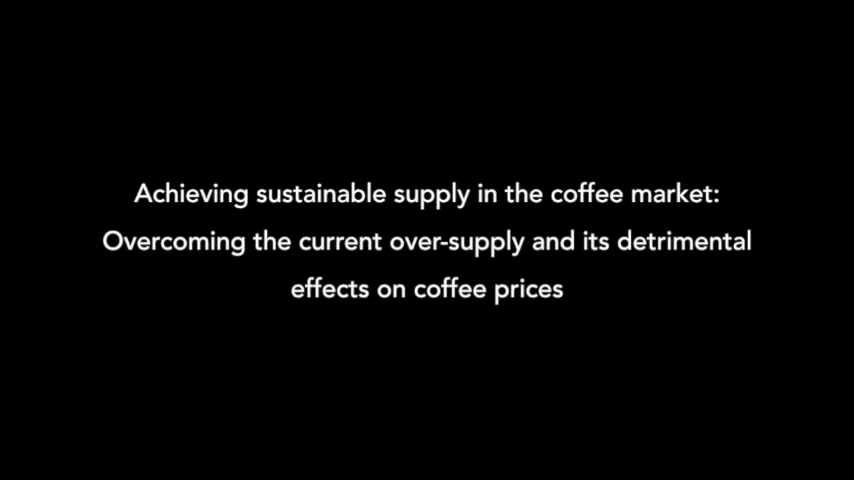 Achieving sustainable supply in the coffee market:
Overcoming the current over-supply and its detrimental
effects on coffee prices